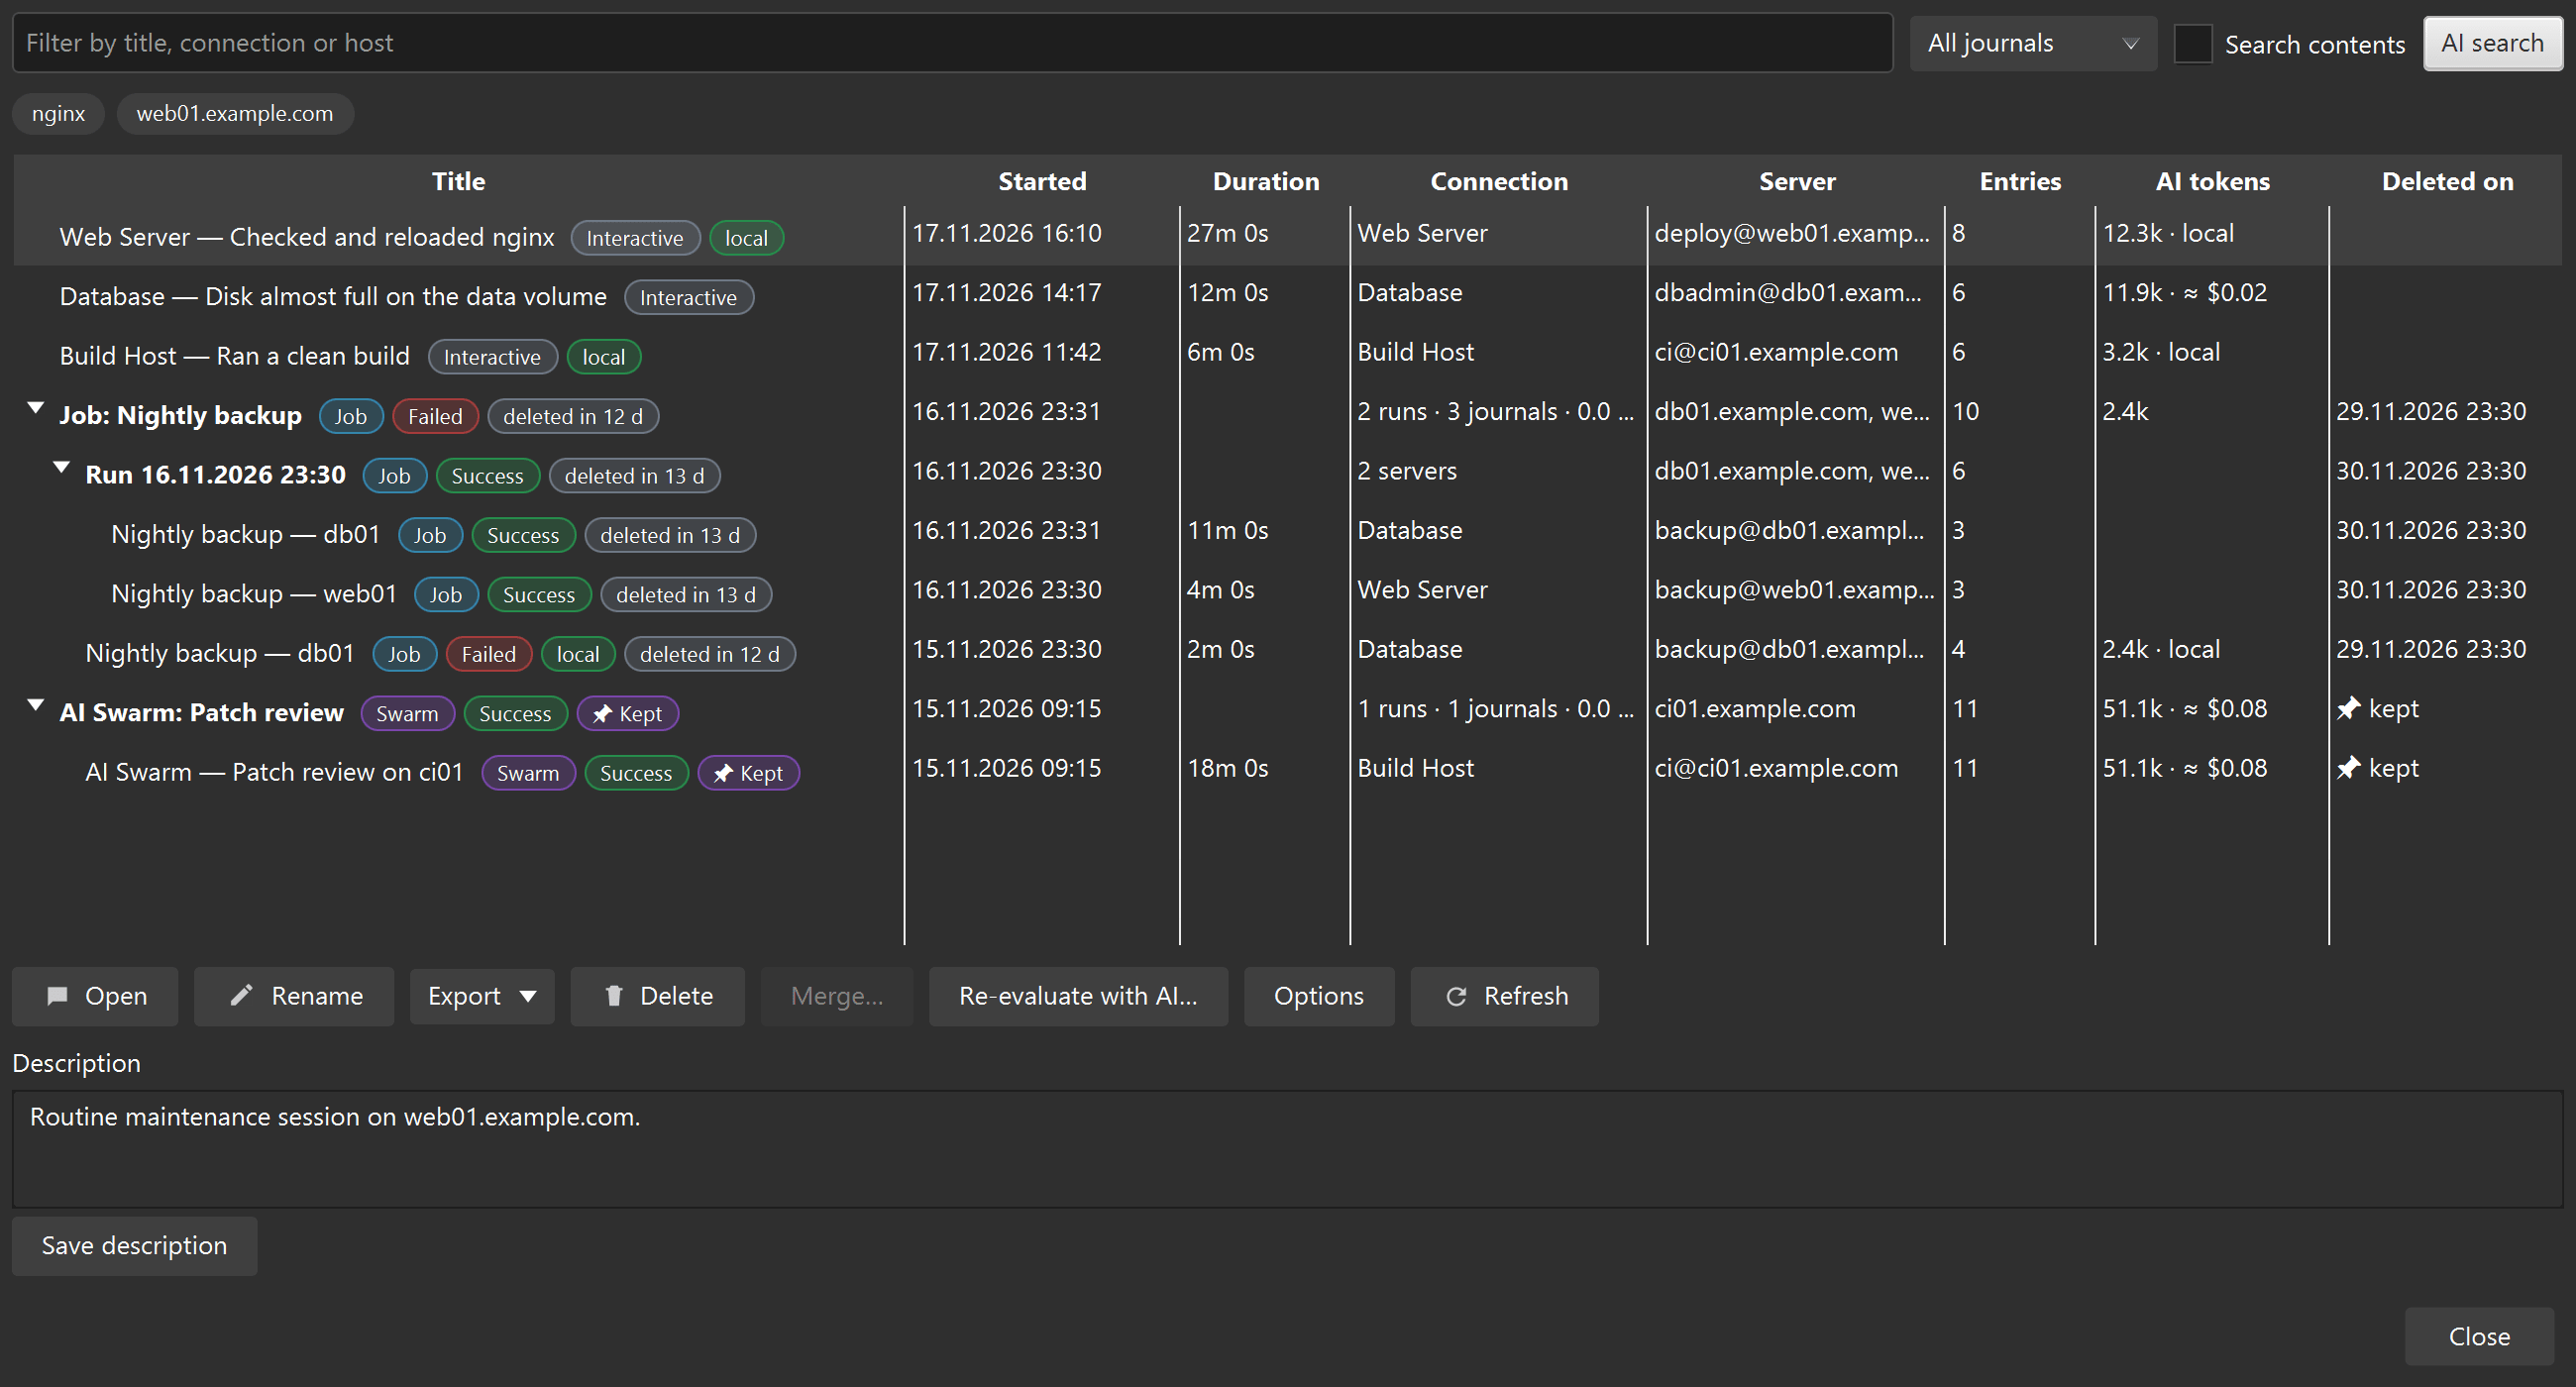 Filter by title, connection or host All journals Search contents AI search
nginx web01.example.com
Title Started Duration Connection Server Entries AI tokens Deleted on
Web Server — Checked and reloaded nginx Interactive local 17.11.2026 16:10 27m 0s Web Server deploy@web01.examp... 8 12.3k · local
Database — Disk almost full on the data volume Interactive 17.11.2026 14:17 12m 0s Database dbadmin@db01.exam... 6 11.9k · ≈ $0.02
Build Host — Ran a clean build Interactive local 17.11.2026 11:42 6m 0s Build Host ci@ci01.example.com 6 3.2k · local
Job: Nightly backup Job Failed deleted in 12 d 16.11.2026 23:31 2 runs · 3 journals · 0.0 ... db01.example.com, we... 10 2.4k 29.11.2026 23:30
Run 16.11.2026 23:30 Job Success deleted in 13 d 16.11.2026 23:30 2 servers db01.example.com, we... 6 30.11.2026 23:30
Nightly backup — db01 Job Success deleted in 13 d 16.11.2026 23:31 11m 0s Database backup@db01.exampl... 3 30.11.2026 23:30
Nightly backup — web01 Job Success deleted in 13 d 16.11.2026 23:30 4m 0s Web Server backup@web01.examp... 3 30.11.2026 23:30
Nightly backup — db01 Job Failed local deleted in 12 d 15.11.2026 23:30 2m 0s Database backup@db01.exampl... 4 2.4k · local 29.11.2026 23:30
AI Swarm: Patch review Swarm Success Kept 15.11.2026 09:15 1 runs · 1 journals · 0.0 ... ci01.example.com 11 51.1k · ≈ $0.08 kept
AI Swarm — Patch review on ci01 Swarm Success Kept 15.11.2026 09:15 18m 0s Build Host ci@ci01.example.com 11 51.1k · ≈ $0.08 kept
Open Rename Export Delete Merge... Re-evaluate with AI... Options Refresh
Description
Routine maintenance session on web01.example.com.
Save description
Close